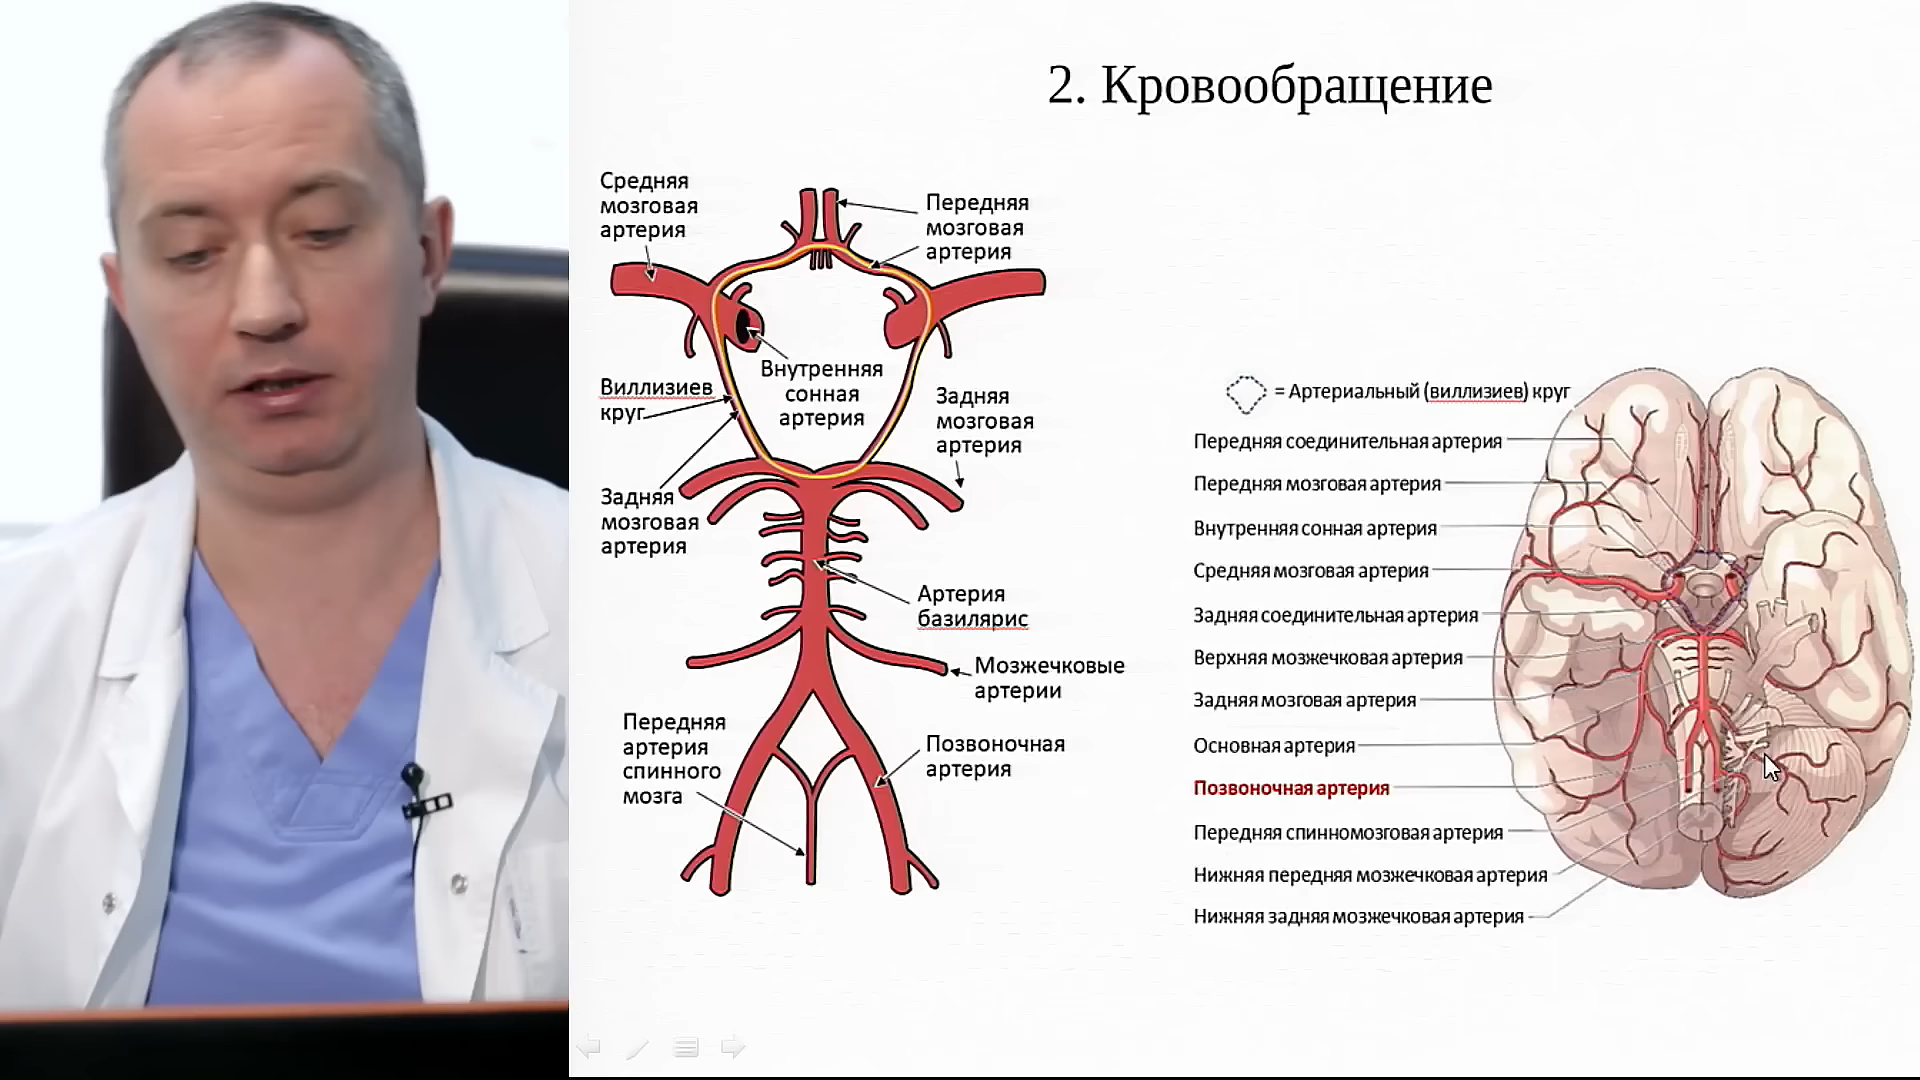 2. Кровообращение
Средняя
мозговая
артерия
Передняя
мозговая
артерия
Внутренняя
сонная
артерия
Виллизиев
круг
Задняя
мозговая
артерия
Задняя
мозговая
артерия
Артерия
базилярис
Мозжечковые
артерии
Передняя
артерия
спинного
мозга
Позвоночная
артерия
= Артериальный (виллизиев) круг
Передняя соединительная артерия
Передняя мозговая артерия
Внутренняя сонная артерия
Средняя мозговая артерия
Задняя соединительная артерия
Верхняя мозжечковая артерия
Задняя мозговая артерия
Основная артерия
Позвоночная артерия
Передняя спинномозговая артерия
Нижняя передняя мозжечковая артерия
Нижняя задняя мозжечковая артерия